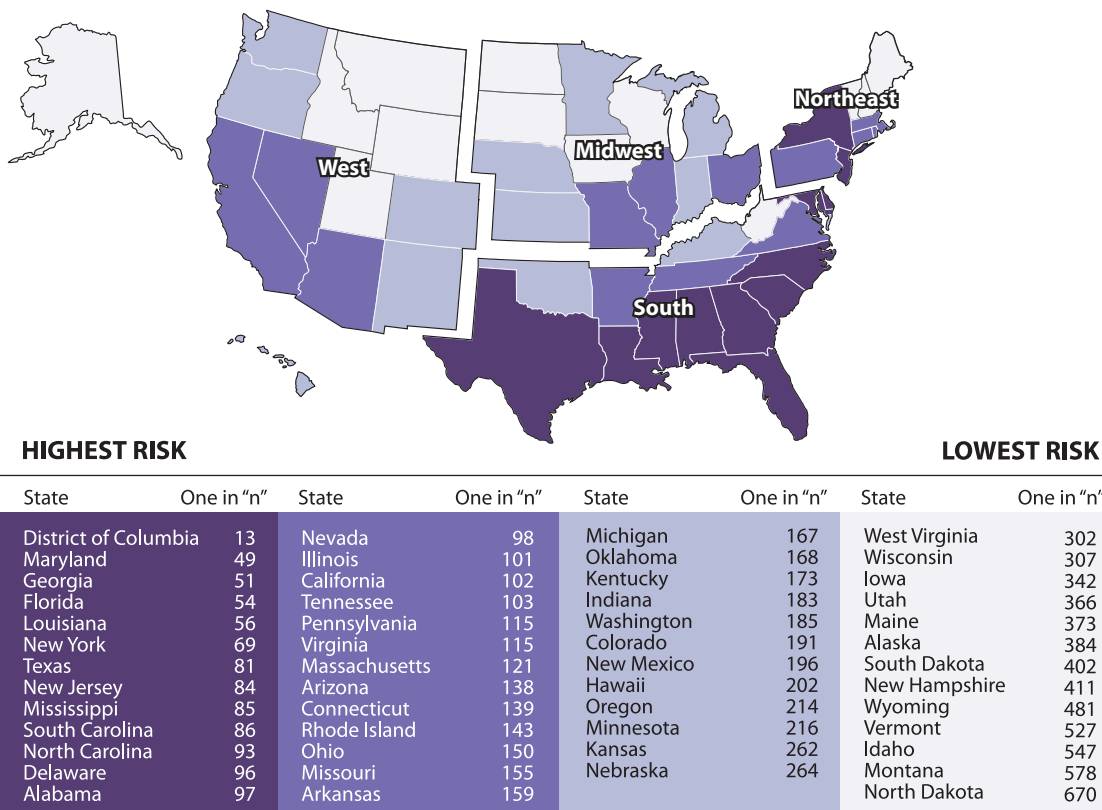 Northeast
Midwest
West
South
HIGHEST RISK
LOWEST RISK
State One in “n” State One in “n” State One in “n” State One in “n”
District of Columbia 13 Nevada 98 Michigan 167 West Virginia 302
Maryland 49 Illinois 101 Oklahoma 168 Wisconsin 307
Georgia 51 California 102 Kentucky 173 Iowa 342
Florida 54 Tennessee 103 Indiana 183 Utah 366
Louisiana 56 Pennsylvania 115 Washington 185 Maine 373
New York 69 Virginia 115 Colorado 191 Alaska 384
Texas 81 Massachusetts 121 New Mexico 196 South Dakota 402
New Jersey 84 Arizona 138 Hawaii 202 New Hampshire 411
Mississippi 85 Connecticut 139 Oregon 214 Wyoming 481
South Carolina 86 Rhode Island 143 Minnesota 216 Vermont 527
North Carolina 93 Ohio 150 Kansas 262 Idaho 547
Delaware 96 Missouri 155 Nebraska 264 Montana 578
Alabama 97 Arkansas 159 North Dakota 670